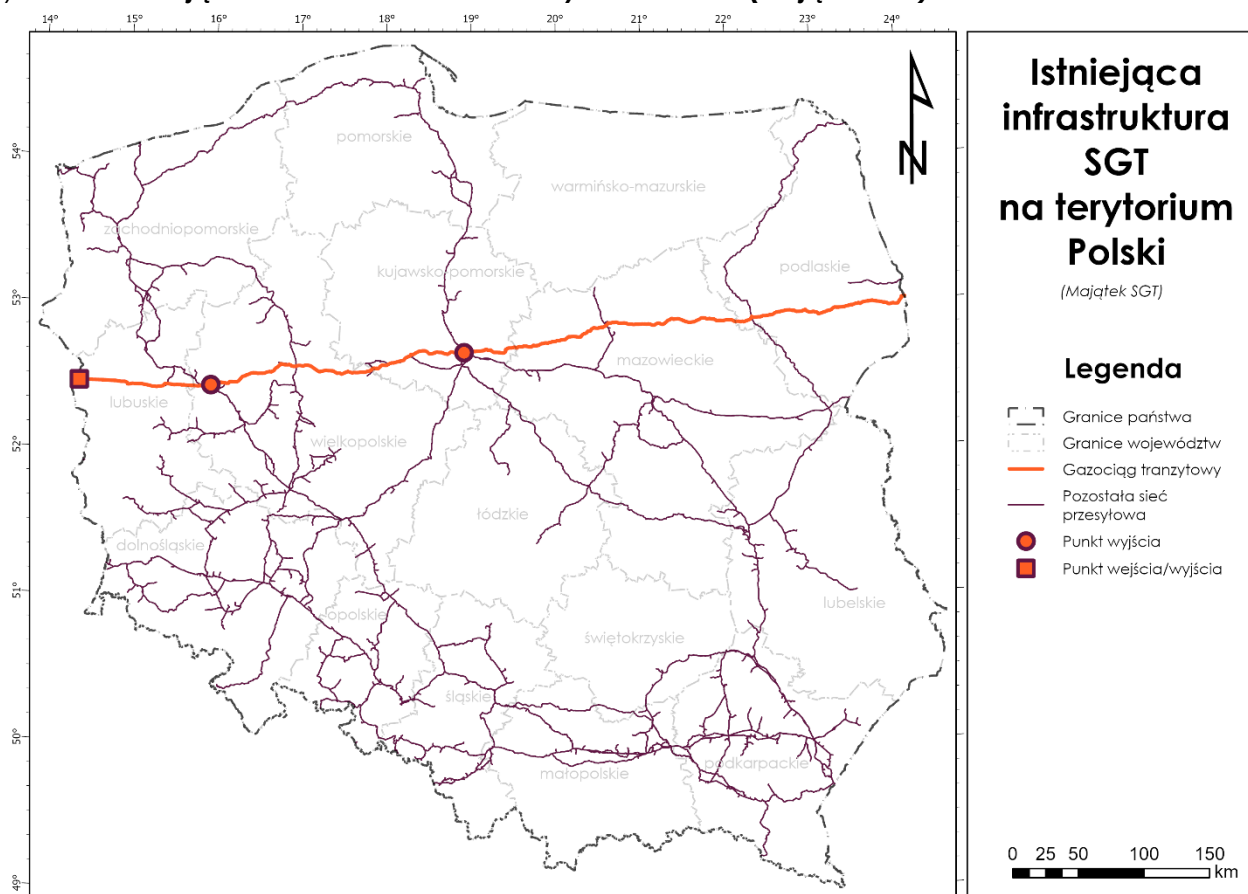 14° 15° 16° 17° 18° 19° 20° 21° 22° 23° 24°
54°
53°
52°
51°
50°
49°
pomorskie
warmińsko-mazurskie
zachodniopomorskie
kujawsko-pomorskie
podlaskie
mazowieckie
lubuskie
wielkopolskie
łódzkie
dolnośląskie
lubelskie
opolskie
świętokrzyskie
śląskie
podkarpackie
małopolskie
N
Istniejąca
infrastruktura
SGT
na terytorium
Polski
(Majątek SGT)
Legenda
Granice państwa
Granice województw
Gazociąg tranzytowy
Pozostała sieć
przesyłowa
Punkt wyjścia
Punkt wejścia/wyjścia
0 25 50 100 150
km